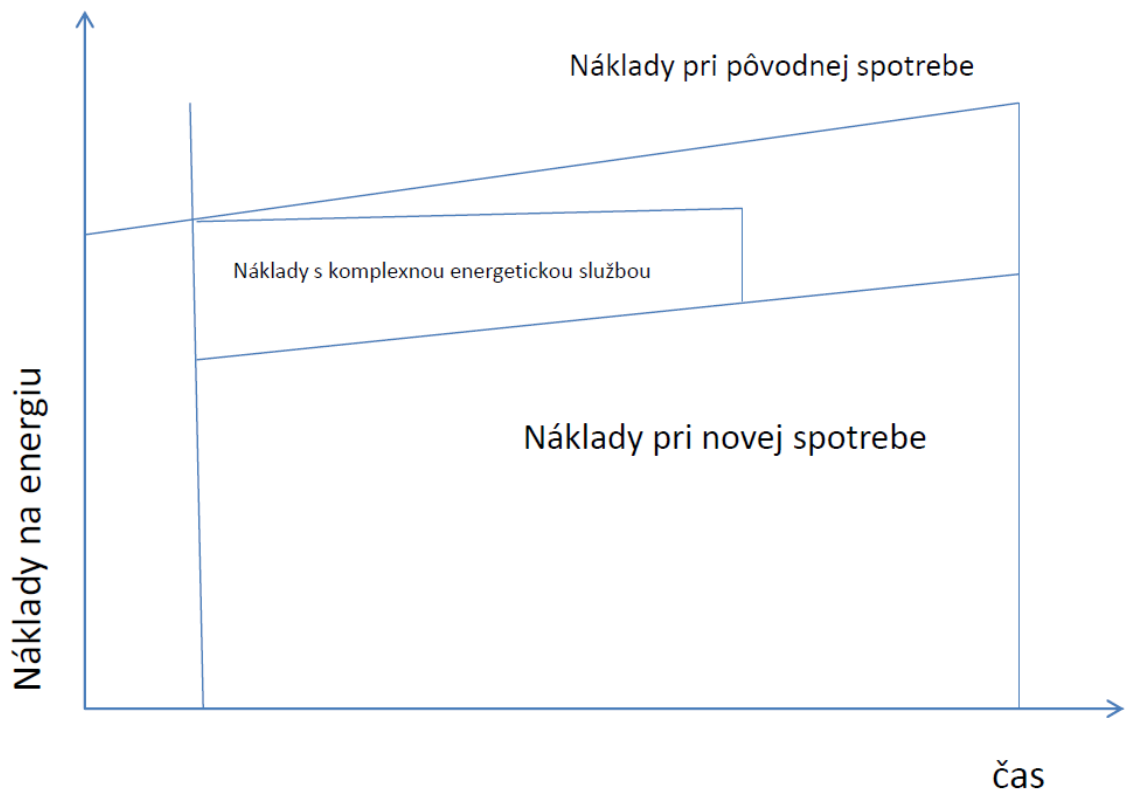 Náklady pri pôvodnej spotrebe
Náklady s komplexnou energetickou službou
Náklady pri novej spotrebe
Náklady na energiu
čas